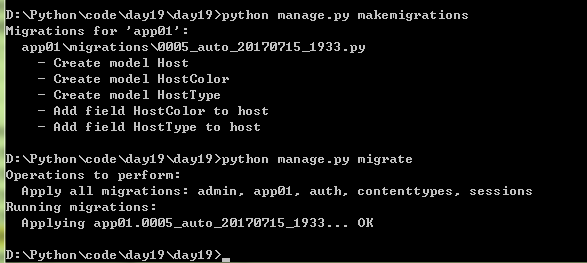 D:\Python\code\day19\day19>python manage.py makemigrations
Migrations for 'app01':
  app01\migrations\0005_auto_20170715_1933.py
    - Create model Host
    - Create model HostColor
    - Create model HostType
    - Add field HostColor to host
    - Add field HostType to host
D:\Python\code\day19\day19>python manage.py migrate
Operations to perform:
  Apply all migrations: admin, app01, auth, contenttypes, sessions
Running migrations:
  Applying app01.0005_auto_20170715_1933... OK
D:\Python\code\day19\day19>